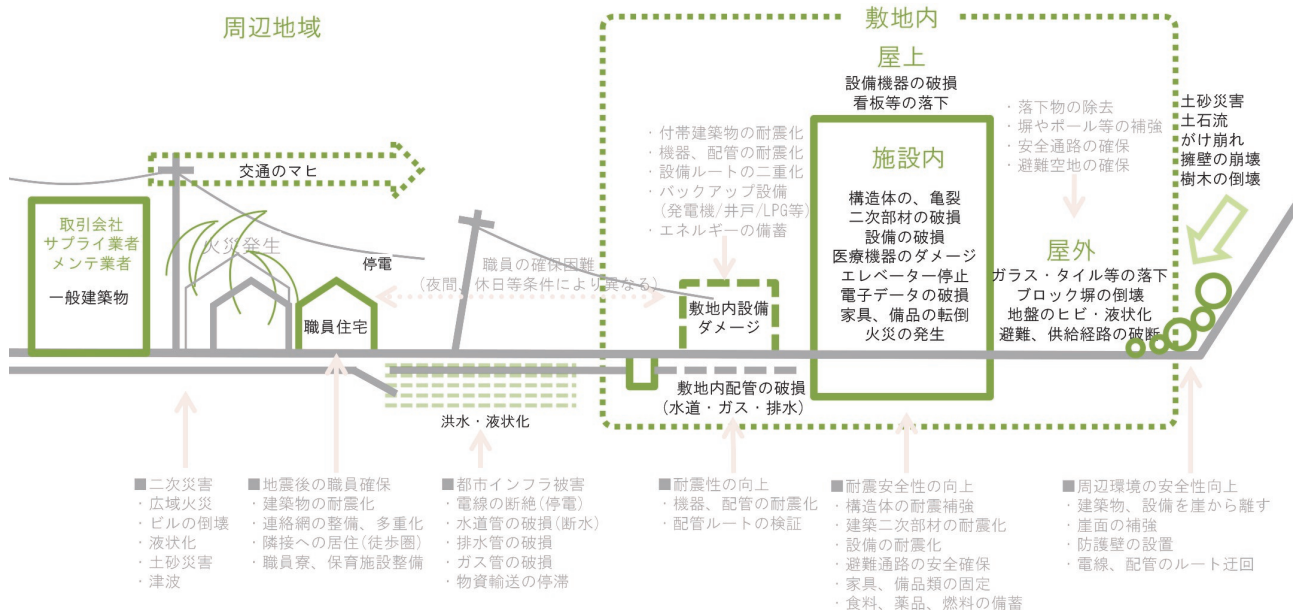 周辺地域
敷地内
屋上
設備機器の破損
看板等の落下
・付帯建築物の耐震化
・機器、配管の耐震化
・設備ルートの二重化
・バックアップ設備
(発電機/井戸/LPG等)
・エネルギーの備蓄
・落下物の除去
・塀やポール等の補強
・安全通路の確保
・避難空地の確保
土砂災害
土石流
がけ崩れ
擁壁の崩壊
樹木の倒壊
交通のマヒ
取引会社
サプライ業者
メンテ業者
一般建築物
火災発生
停電
職員住宅
職員の確保困難
(夜間、休日等条件により異なる)
敷地内設備
ダメージ
施設内
構造体の、亀裂
二次部材の破損
設備の破損
医療機器のダメージ
エレベーター停止
電子データの破損
家具、備品の転倒
火災の発生
屋外
ガラス・タイル等の落下
ブロック塀の倒壊
地盤のヒビ・液状化
避難、供給経路の破断
洪水・液状化
敷地内配管の破損
(水道・ガス・排水)
■二次災害
・広域火災
・ビルの倒壊
・液状化
・土砂災害
・津波
■地震後の職員確保
・建築物の耐震化
・連絡網の整備、多重化
・隣接への居住(徒歩圏)
・職員寮、保育施設整備
■都市インフラ被害
・電線の断絶(停電)
・水道管の破損(断水)
・排水管の破損
・ガス管の破損
・物資輸送の停滞
■耐震性の向上
・機器、配管の耐震化
・配管ルートの検証
■耐震安全性の向上
・構造体の耐震補強
・建築二次部材の耐震化
・設備の耐震化
・避難通路の安全確保
・家具、備品類の固定
・食料、薬品、燃料の備蓄
■周辺環境の安全性向上
・建築物、設備を崖から離す
・崖面の補強
・防護壁の設置
・電線、配管のルート迂回